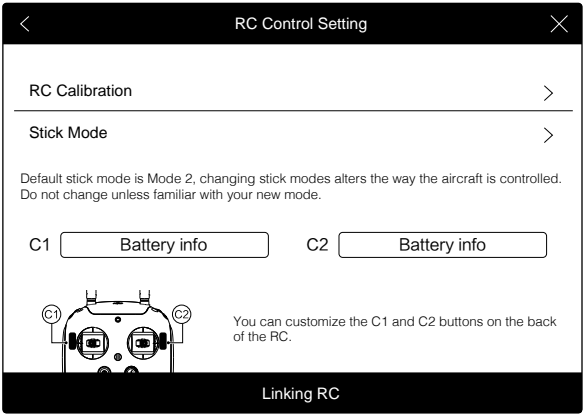 RC Control Setting
RC Calibration
Stick Mode
Default stick mode is Mode 2, changing stick modes alters the way the aircraft is controlled.
Do not change unless familiar with your new mode.
C1 Battery info C2 Battery info
C1 C2
You can customize the C1 and C2 buttons on the back
of the RC.
Linking RC